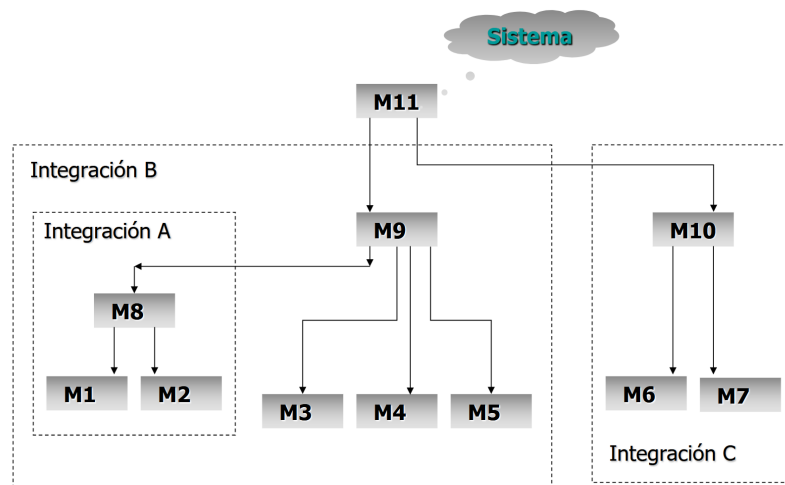 Sistema
M11
Integración B
Integración A
M9
M10
M8
M1
M2
M3
M4
M5
M6
M7
Integración C